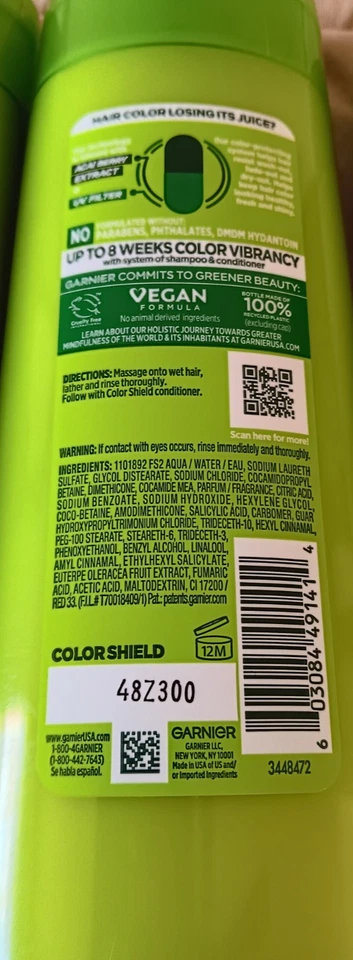 HAIR COLOR LOSING ITS JUICE?
ACAI BERRY
EXTRACT
&
UV FILTER
NO FORMULATED WITHOUT:
PARABENS, PHTHALATES, DMDM HYDANTOIN
UP TO 8 WEEKS COLOR VIBRANCY
with system of shampoo & conditioner
GARNIER COMMITS TO GREENER BEAUTY:
Cruelty Free
VEGAN
FORMULA
No animal derived ingredients
BOTTLE MADE OF
100%
RECYCLED PLASTIC
(excluding cap)
LEARN ABOUT OUR HOLISTIC JOURNEY TOWARDS GREATER
MINDFULNESS OF THE WORLD & ITS INHABITANTS AT GARNIERUSA.COM
DIRECTIONS: Massage onto wet hair,
lather and rinse thoroughly.
Follow with Color Shield conditioner.
Scan here for more!
WARNING: If contact with eyes occurs, rinse immediately and thoroughly.
INGREDIENTS: 1101892 FS2 AQUA / WATER / EAU, SODIUM LAURETH
SULFATE, GLYCOL DISTEARATE, SODIUM CHLORIDE, COCAMIDOPROPYL
BETAINE, DIMETHICONE, COCAMIDE MEA, PARFUM / FRAGRANCE, CITRIC ACID,
SODIUM BENZOATE, SODIUM HYDROXIDE, HEXYLENE GLYCOL,
COCO-BETAINE, AMODIMETHICONE, SALICYLIC ACID, CARBOMER, GUAR
HYDROXYPROPYLTRIMONIUM CHLORIDE, TRIDECETH-10, HEXYL CINNAMAL,
PEG-100 STEARATE, STEARETH-6, TRIDECETH-3,
PHENOXYETHANOL, BENZYL ALCOHOL, LINALOOL,
AMYL CINNAMAL, ETHYLHEXYL SALICYLATE,
EUTERPE OLERACEA FRUIT EXTRACT, FUMARIC
ACID, ACETIC ACID, MALTODEXTRIN, CI 17200 /
RED 33. (F.I.L.# T70018409/1) Pat.: patents.garnier.com
12M
6 03084 49141 4
COLOR SHIELD
48Z300
www.garnierUSA.com
1-800-4GARNIER
(1-800-442-7643)
Se habla español.
GARNIER
GARNIER LLC,
NEW YORK, NY 10001
Made in USA of US and/
or Imported Ingredients
3448472